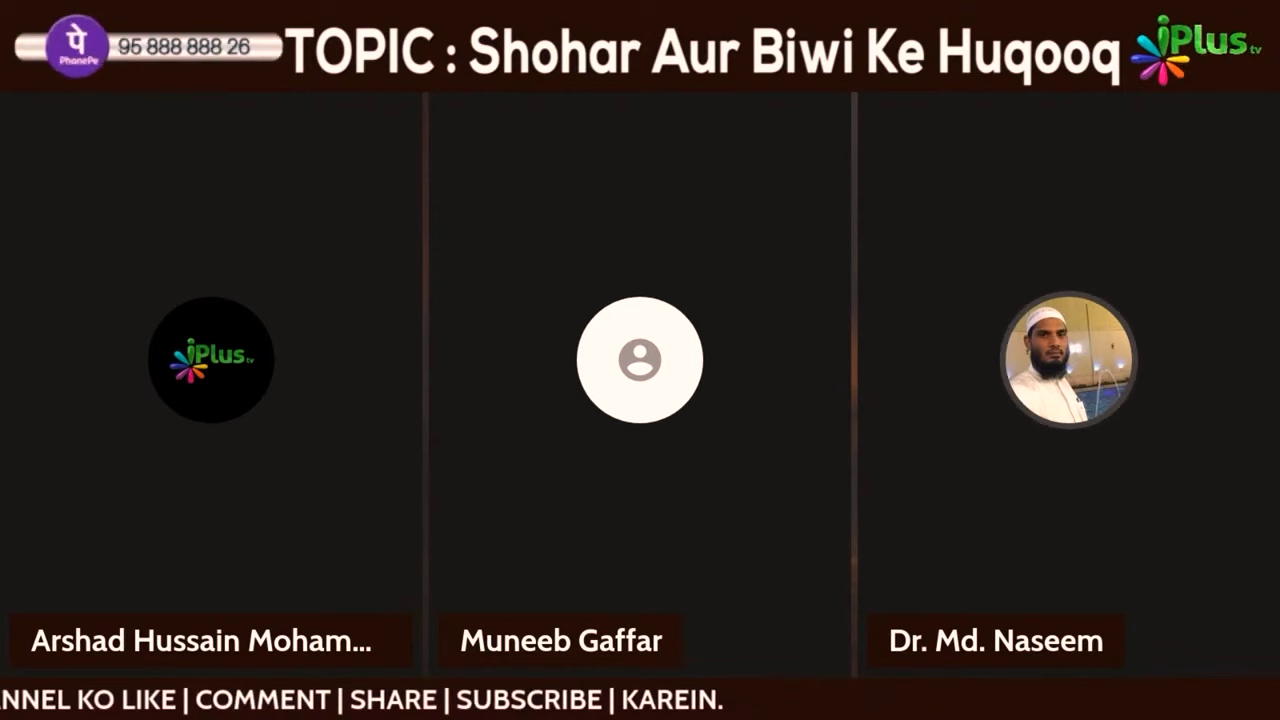 पे
PhonePe
95 888 888 26
TOPIC : Shohar Aur Biwi Ke Huqooq
iPlus tv
iPlus tv
Arshad Hussain Moham...
Muneeb Gaffar
Dr. Md. Naseem
NNEL KO LIKE | COMMENT | SHARE | SUBSCRIBE | KAREIN.